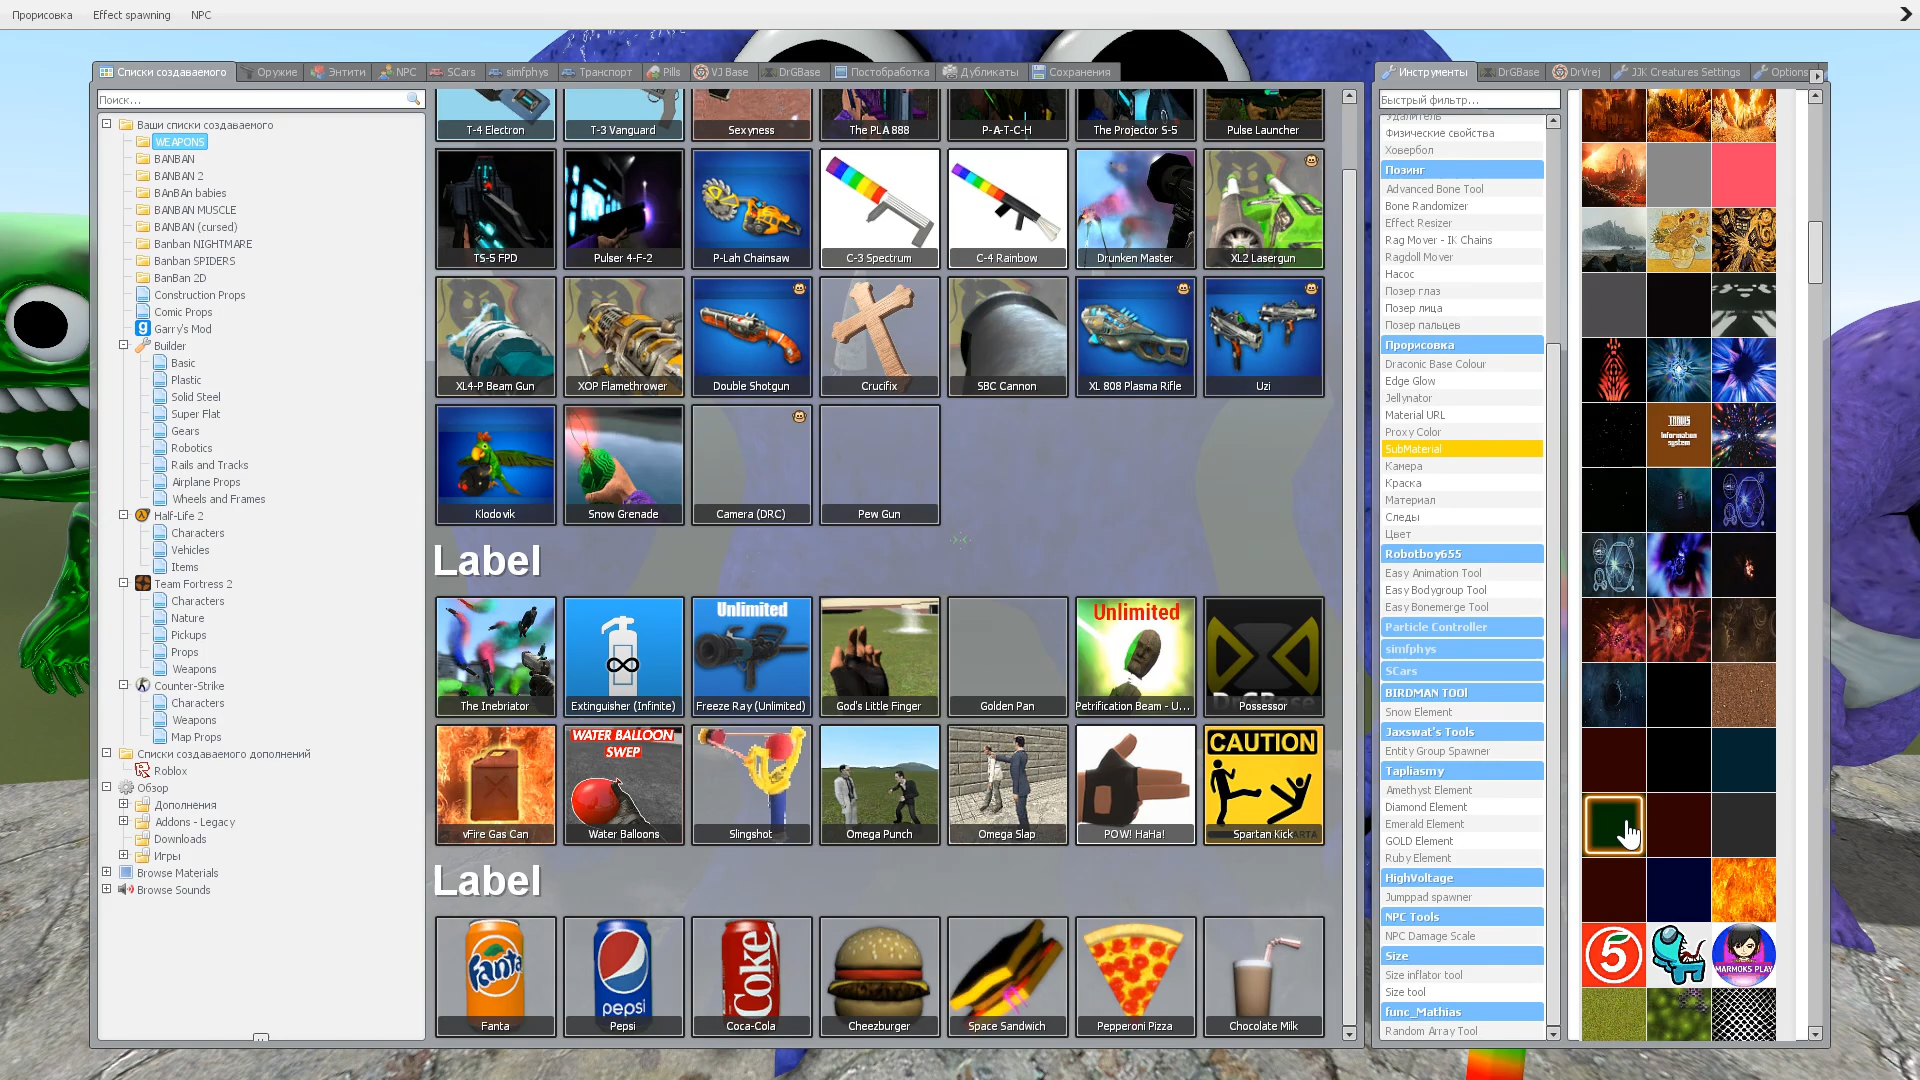 Прорисовка
Effect spawning
NPC
Списки создаваемого
Оружие
Энтити
NPC
SCars
simfphys
Транспорт
Pills
VJ Base
DrGBase
Постобработка
Дубликаты
Сохранения
Поиск...
Ваши списки создаваемого
WEAPONS
BANBAN
BANBAN 2
BAnBAn babies
BANBAN MUSCLE
BANBAN (cursed)
Banban NIGHTMARE
Banban SPIDERS
BanBan 2D
Construction Props
Comic Props
Garry's Mod
Builder
Basic
Plastic
Solid Steel
Super Flat
Gears
Robotics
Rails and Tracks
Airplane Props
Wheels and Frames
Half-Life 2
Characters
Vehicles
Items
Team Fortress 2
Characters
Nature
Pickups
Props
Weapons
Counter-Strike
Characters
Weapons
Map Props
Списки создаваемого дополнений
Roblox
Обзор
Дополнения
Addons - Legacy
Downloads
Игры
Browse Materials
Browse Sounds
T-4 Electron
T-3 Vanguard
Sexyness
The PLA 888
P-A-T-C-H
The Projector S-5
Pulse Launcher
TS-5 FPD
Pulser 4-F-2
P-Lah Chainsaw
C-3 Spectrum
C-4 Rainbow
Drunken Master
XL2 Lasergun
XL4-P Beam Gun
XOP Flamethrower
Double Shotgun
Crucifix
SBC Cannon
XL 808 Plasma Rifle
Uzi
Klodovik
Snow Grenade
Camera (DRC)
Pew Gun
Label
The Inebriator
Extinguisher (Infinite)
Unlimited
Freeze Ray (Unlimited)
God's Little Finger
Golden Pan
Unlimited
Petrification Beam - U...
DrGBase
Possessor
vFire Gas Can
WATER BALLOON
SWEP
Water Balloons
Slingshot
Omega Punch
Omega Slap
POW! HaHa!
CAUTION
Spartan Kick
Label
Fanta
Fanta
pepsi
Pepsi
Coke
Coca-Cola
Cheezburger
Space Sandwich
Pepperoni Pizza
Chocolate Milk
Инструменты
DrGBase
DrVrej
JJK Creatures Settings
Options
Быстрый фильтр...
Удалитель
Физические свойства
Ховербол
Позинг
Advanced Bone Tool
Bone Randomizer
Effect Resizer
Rag Mover - IK Chains
Ragdoll Mover
Насос
Позер глаз
Позер лица
Позер пальцев
Прорисовка
Draconic Base Colour
Edge Glow
Jellynator
Material URL
Proxy Color
SubMaterial
Камера
Краска
Материал
Следы
Цвет
Robotboy655
Easy Animation Tool
Easy Bodygroup Tool
Easy Bonemerge Tool
Particle Controller
simfphys
SCars
BIRDMAN TOOl
Snow Element
Jaxswat's Tools
Entity Group Spawner
Tapliasmy
Amethyst Element
Diamond Element
Emerald Element
GOLD Element
Ruby Element
HighVoltage
Jumppad spawner
NPC Tools
NPC Damage Scale
Size
Size inflator tool
Size tool
func_Mathias
Random Array Tool
TARDIS
Information
system
5
MARMOKS PLAY